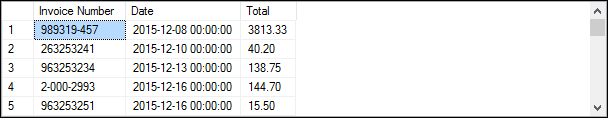 Invoice Number Date Total
1 989319-457 2015-12-08 00:00:00 3813.33
2 263253241 2015-12-10 00:00:00 40.20
3 963253234 2015-12-13 00:00:00 138.75
4 2-000-2993 2015-12-16 00:00:00 144.70
5 963253251 2015-12-16 00:00:00 15.50